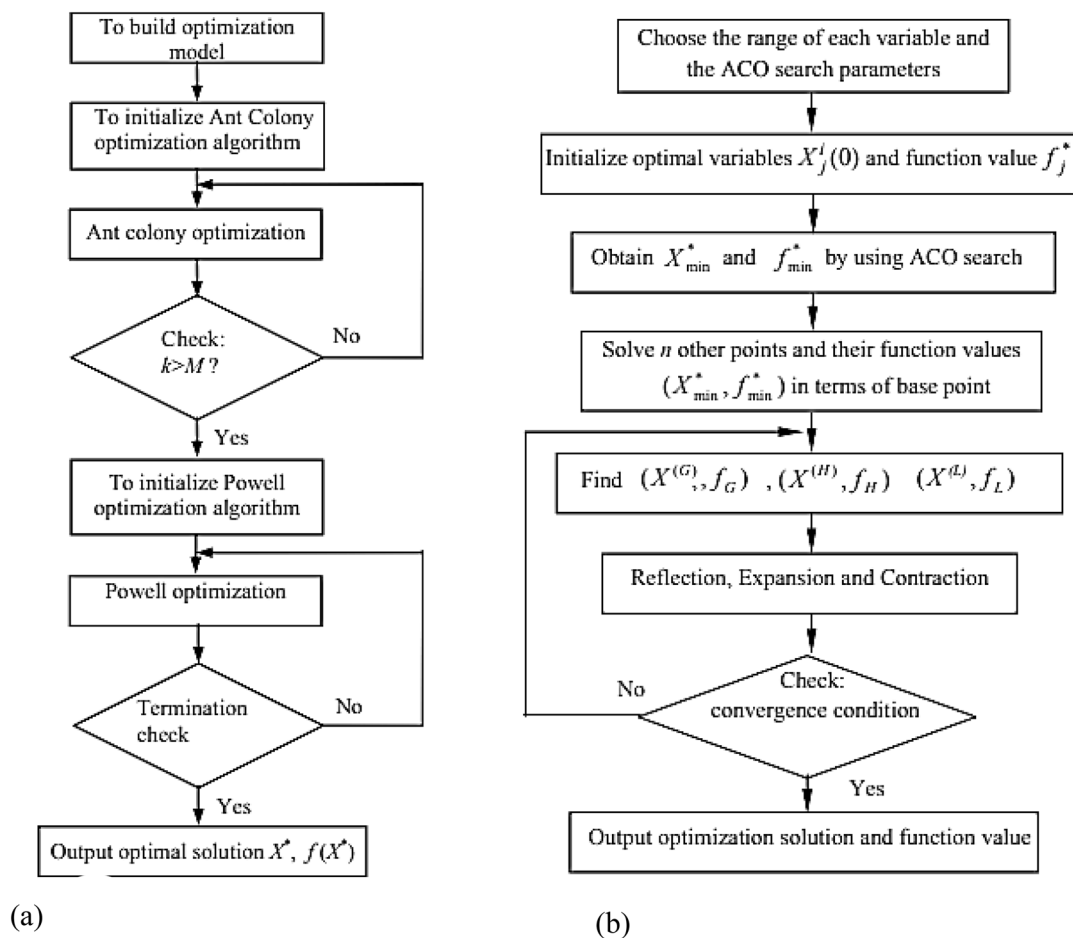 To build optimization
model
To initialize Ant Colony
optimization algorithm
Ant colony optimization
Check:
k>M ?
No
Yes
To initialize Powell
optimization algorithm
Powell optimization
Termination
check
No
Yes
Output optimal solution X*, f(X*)
(a)
Choose the range of each variable and
the ACO search parameters
Initialize optimal variables X_j^i(0) and function value f_j^*
Obtain X_min^* and f_min^* by using ACO search
Solve n other points and their function values
(X_min^*, f_min^*) in terms of base point
Find (X^(G),, f_G) , (X^(H), f_H) (X^(L), f_L)
Reflection, Expansion and Contraction
Check:
convergence condition
No
Yes
Output optimization solution and function value
(b)